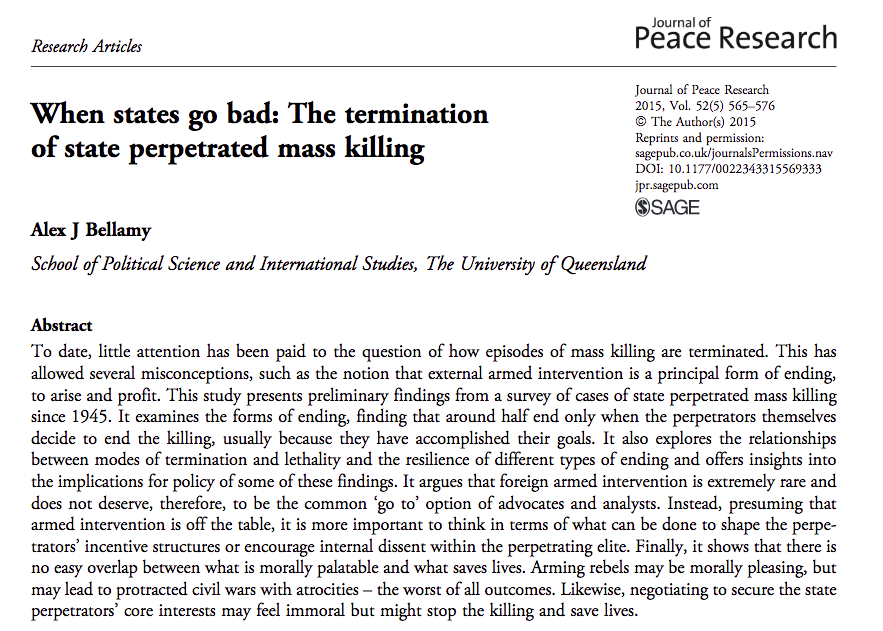 Research Articles
Journal of
Peace Research
When states go bad: The termination
of state perpetrated mass killing
Journal of Peace Research
2015, Vol. 52(5) 565–576
© The Author(s) 2015
Reprints and permission:
sagepub.co.uk/journalsPermissions.nav
DOI: 10.1177/0022343315569333
jpr.sagepub.com
SAGE
Alex J Bellamy
School of Political Science and International Studies, The University of Queensland
Abstract
To date, little attention has been paid to the question of how episodes of mass killing are terminated. This has
allowed several misconceptions, such as the notion that external armed intervention is a principal form of ending,
to arise and profit. This study presents preliminary findings from a survey of cases of state perpetrated mass killing
since 1945. It examines the forms of ending, finding that around half end only when the perpetrators themselves
decide to end the killing, usually because they have accomplished their goals. It also explores the relationships
between modes of termination and lethality and the resilience of different types of ending and offers insights into
the implications for policy of some of these findings. It argues that foreign armed intervention is extremely rare and
does not deserve, therefore, to be the common ‘go to’ option of advocates and analysts. Instead, presuming that
armed intervention is off the table, it is more important to think in terms of what can be done to shape the perpe-
trators’ incentive structures or encourage internal dissent within the perpetrating elite. Finally, it shows that there is
no easy overlap between what is morally palatable and what saves lives. Arming rebels may be morally pleasing, but
may lead to protracted civil wars with atrocities – the worst of all outcomes. Likewise, negotiating to secure the state
perpetrators’ core interests may feel immoral but might stop the killing and save lives.